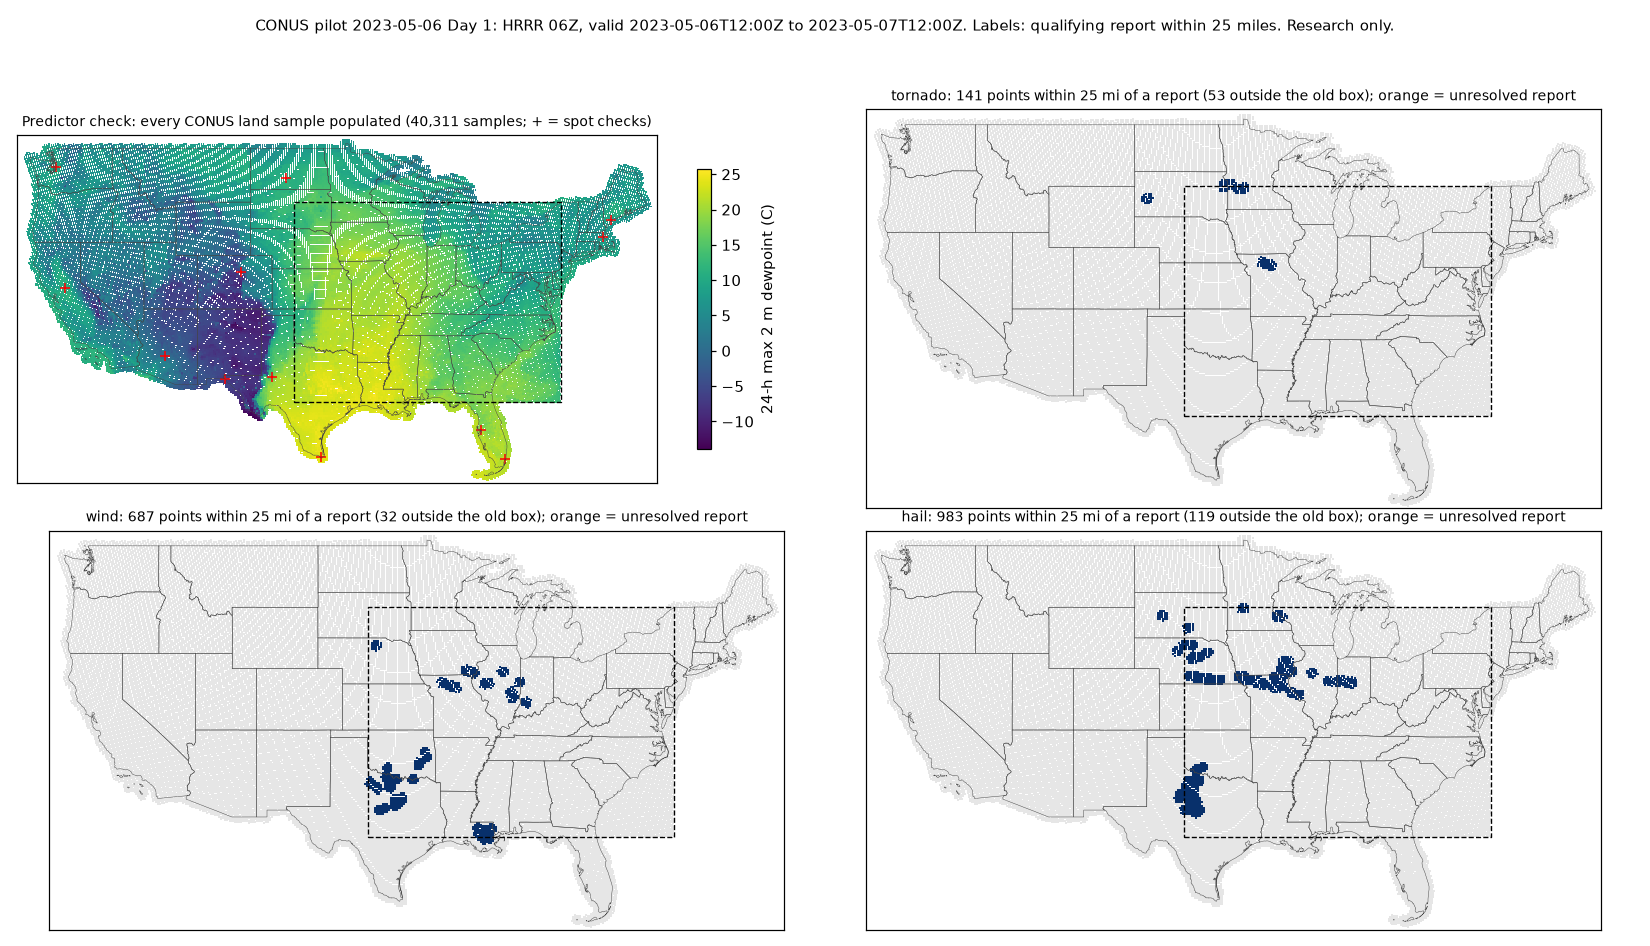 CONUS pilot 2023-05-06 Day 1: HRRR 06Z, valid 2023-05-06T12:00Z to 2023-05-07T12:00Z. Labels: qualifying report within 25 miles. Research only.
Predictor check: every CONUS land sample populated (40,311 samples; + = spot checks)
25
20
15
10
5
0
−5
−10
24-h max 2 m dewpoint (C)
tornado: 141 points within 25 mi of a report (53 outside the old box); orange = unresolved report
wind: 687 points within 25 mi of a report (32 outside the old box); orange = unresolved report
hail: 983 points within 25 mi of a report (119 outside the old box); orange = unresolved report